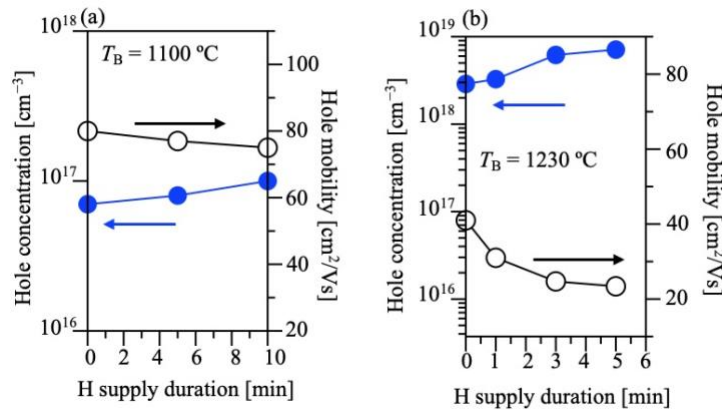 (a)
10¹⁸
10¹⁷
10¹⁶
Hole concentration [cm⁻³]
T_B = 1100 ºC
100
80
60
40
20
Hole mobility [cm²/Vs]
0 2 4 6 8 10
H supply duration [min]
(b)
10¹⁹
10¹⁸
10¹⁷
10¹⁶
Hole concentration [cm⁻³]
T_B = 1230 ºC
80
60
40
20
Hole mobility [cm²/Vs]
0 1 2 3 4 5 6
H supply duration [min]